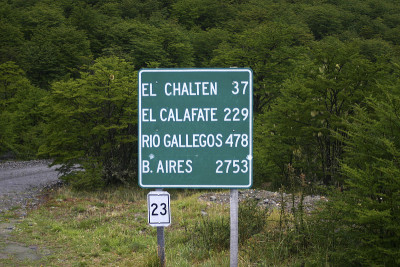 EL CHALTEN 37
EL CALAFATE 229
RIO GALLEGOS 478
B. AIRES 2753
23